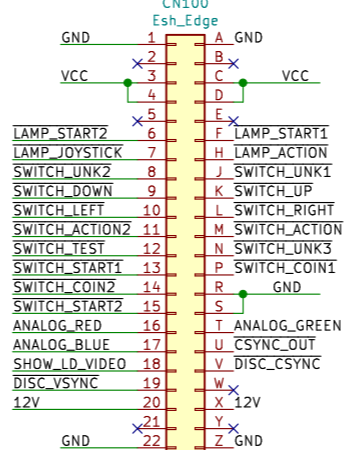 CN100
Esh_Edge
GND 1 A GND
2 B
VCC 3 C VCC
4 D
5 E
LAMP_START2 6 F LAMP_START1
LAMP_JOYSTICK 7 H LAMP_ACTION
SWITCH_UNK2 8 J SWITCH_UNK1
SWITCH_DOWN 9 K SWITCH_UP
SWITCH_LEFT 10 L SWITCH_RIGHT
SWITCH_ACTION2 11 M SWITCH_ACTION
SWITCH_TEST 12 N SWITCH_UNK3
SWITCH_START1 13 P SWITCH_COIN1
SWITCH_COIN2 14 R GND
SWITCH_START2 15 S
ANALOG_RED 16 T ANALOG_GREEN
ANALOG_BLUE 17 U CSYNC_OUT
SHOW_LD_VIDEO 18 V DISC_CSYNC
DISC_VSYNC 19 W
12V 20 X 12V
21 Y
GND 22 Z GND